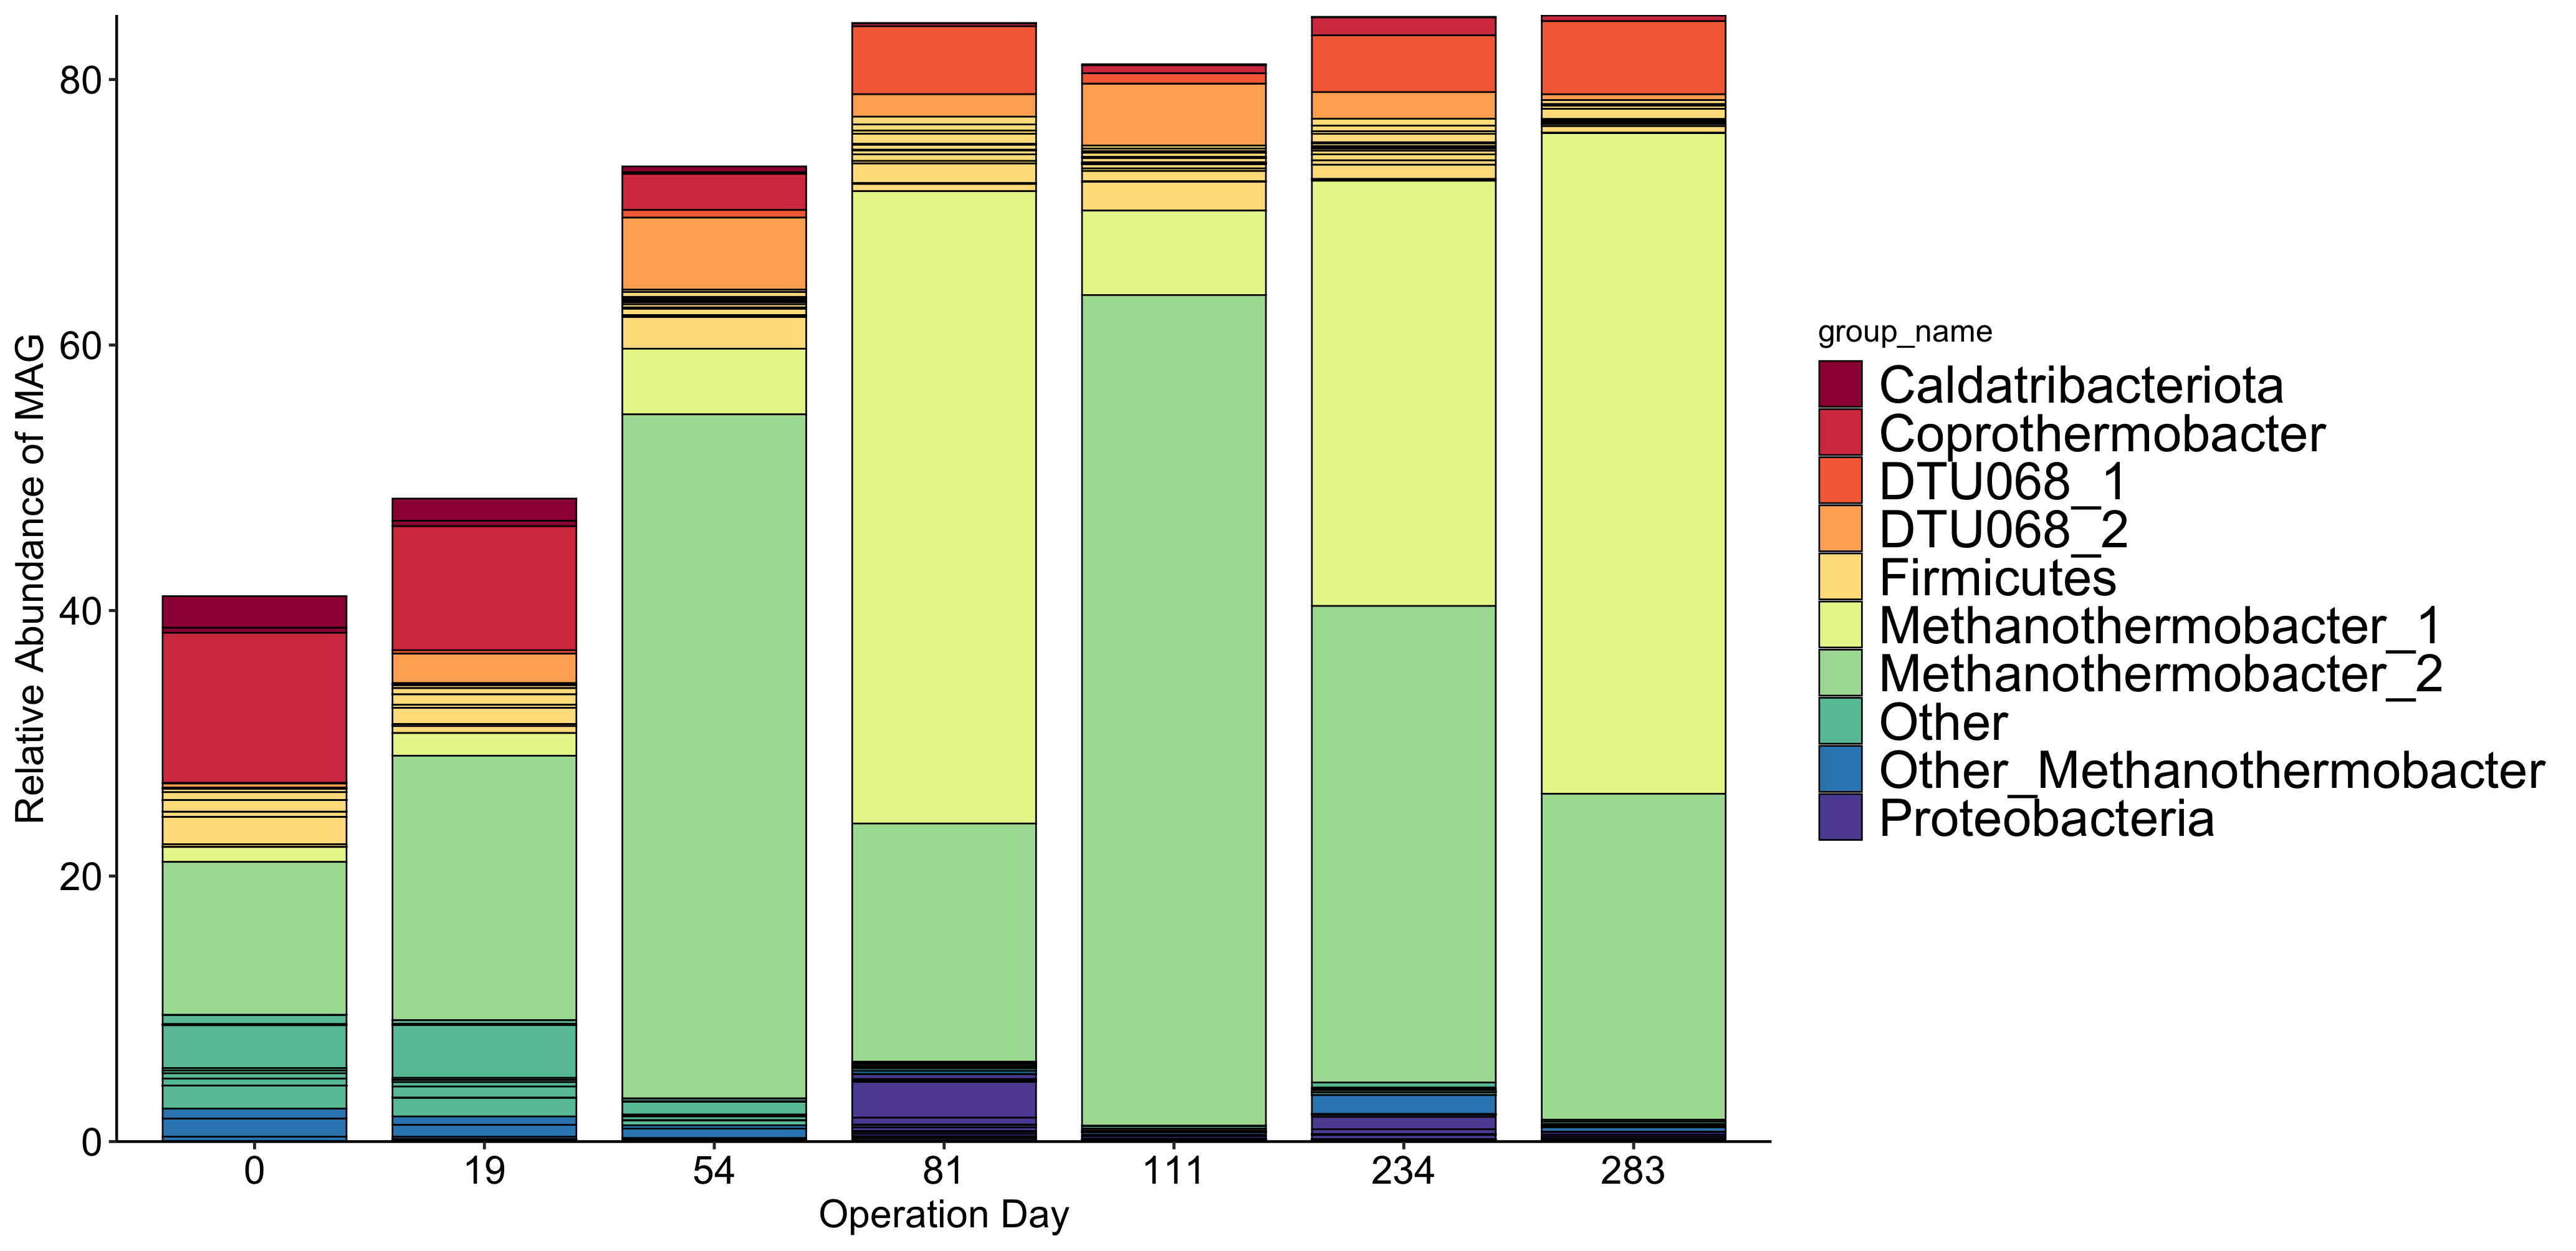 Relative Abundance of MAG
80
60
40
20
0
0 19 54 81 111 234 283
Operation Day
group_name
Caldatribacteriota
Coprothermobacter
DTU068_1
DTU068_2
Firmicutes
Methanothermobacter_1
Methanothermobacter_2
Other
Other_Methanothermobacter
Proteobacteria